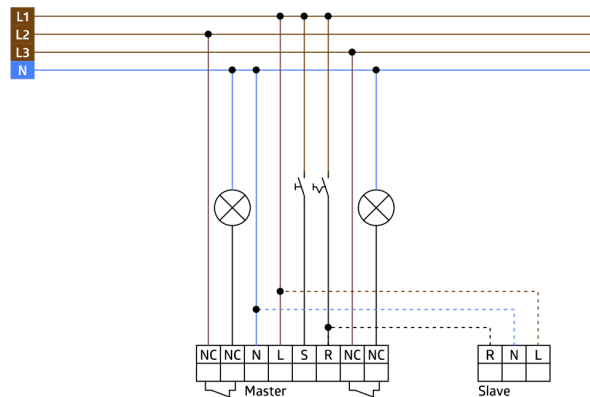 L1
L2
L3
N
NC NC N L S R NC NC
R N L
Master
Slave